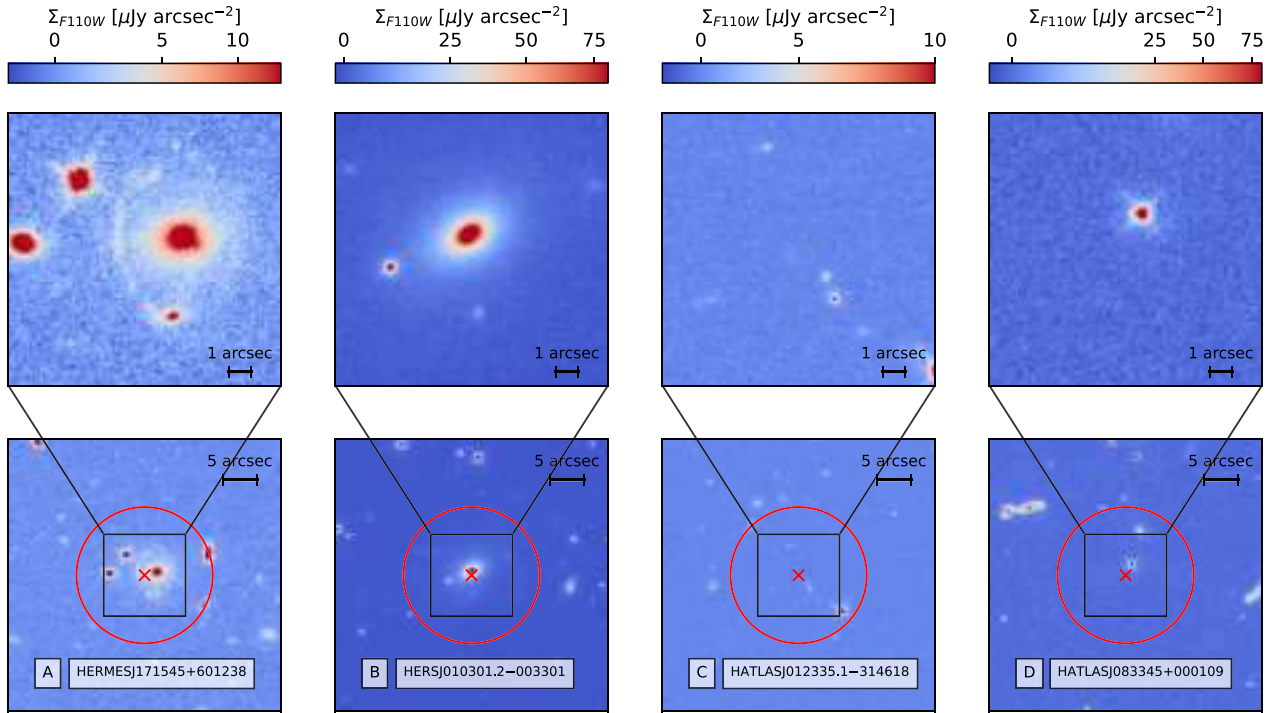 Σ_F110W [μJy arcsec⁻²] Σ_F110W [μJy arcsec⁻²] Σ_F110W [μJy arcsec⁻²] Σ_F110W [μJy arcsec⁻²]
0 5 10 0 25 75 0 5 10 0 25 50 75
1 arcsec 1 arcsec 1 arcsec 1 arcsec
5 arcsec 5 arcsec 5 arcsec 5 arcsec
A HERMESJ171545+601238 B HERSJ010301.2−003301 C HATLASJ012335.1−314618 D HATLASJ083345+000109